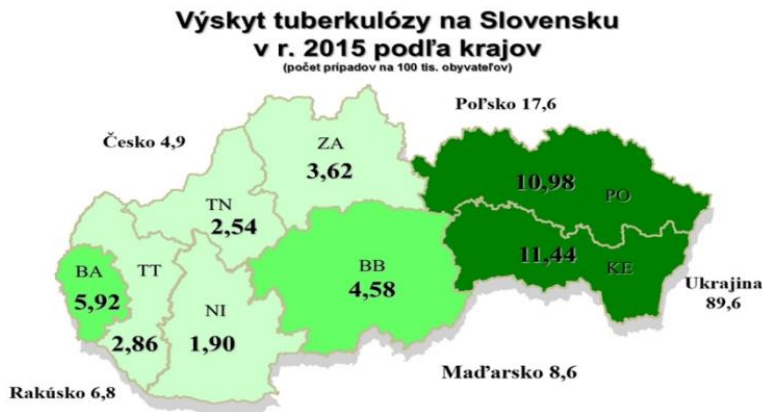 Výskyt tuberkulózy na Slovensku
v r. 2015 podľa krajov
(počet prípadov na 100 tis. obyvateľov)
Poľsko 17,6
Česko 4,9
ZA
3,62
10,98
PO
TN
2,54
11,44
KE
BA
5,92
TT
BB
4,58
Ukrajina
89,6
NI
2,86
1,90
Maďarsko 8,6
Rakúsko 6,8